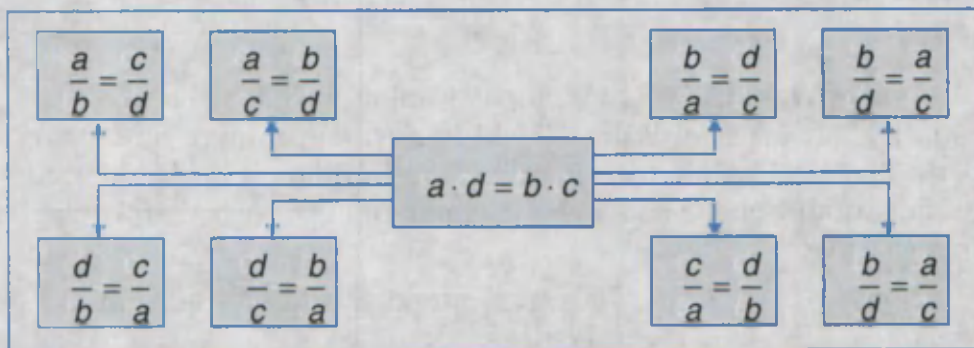 a/b = c/d
a/c = b/d
b/a = d/c
b/d = a/c
a · d = b · c
d/b = c/a
d/c = b/a
c/a = d/b
b/d = a/c